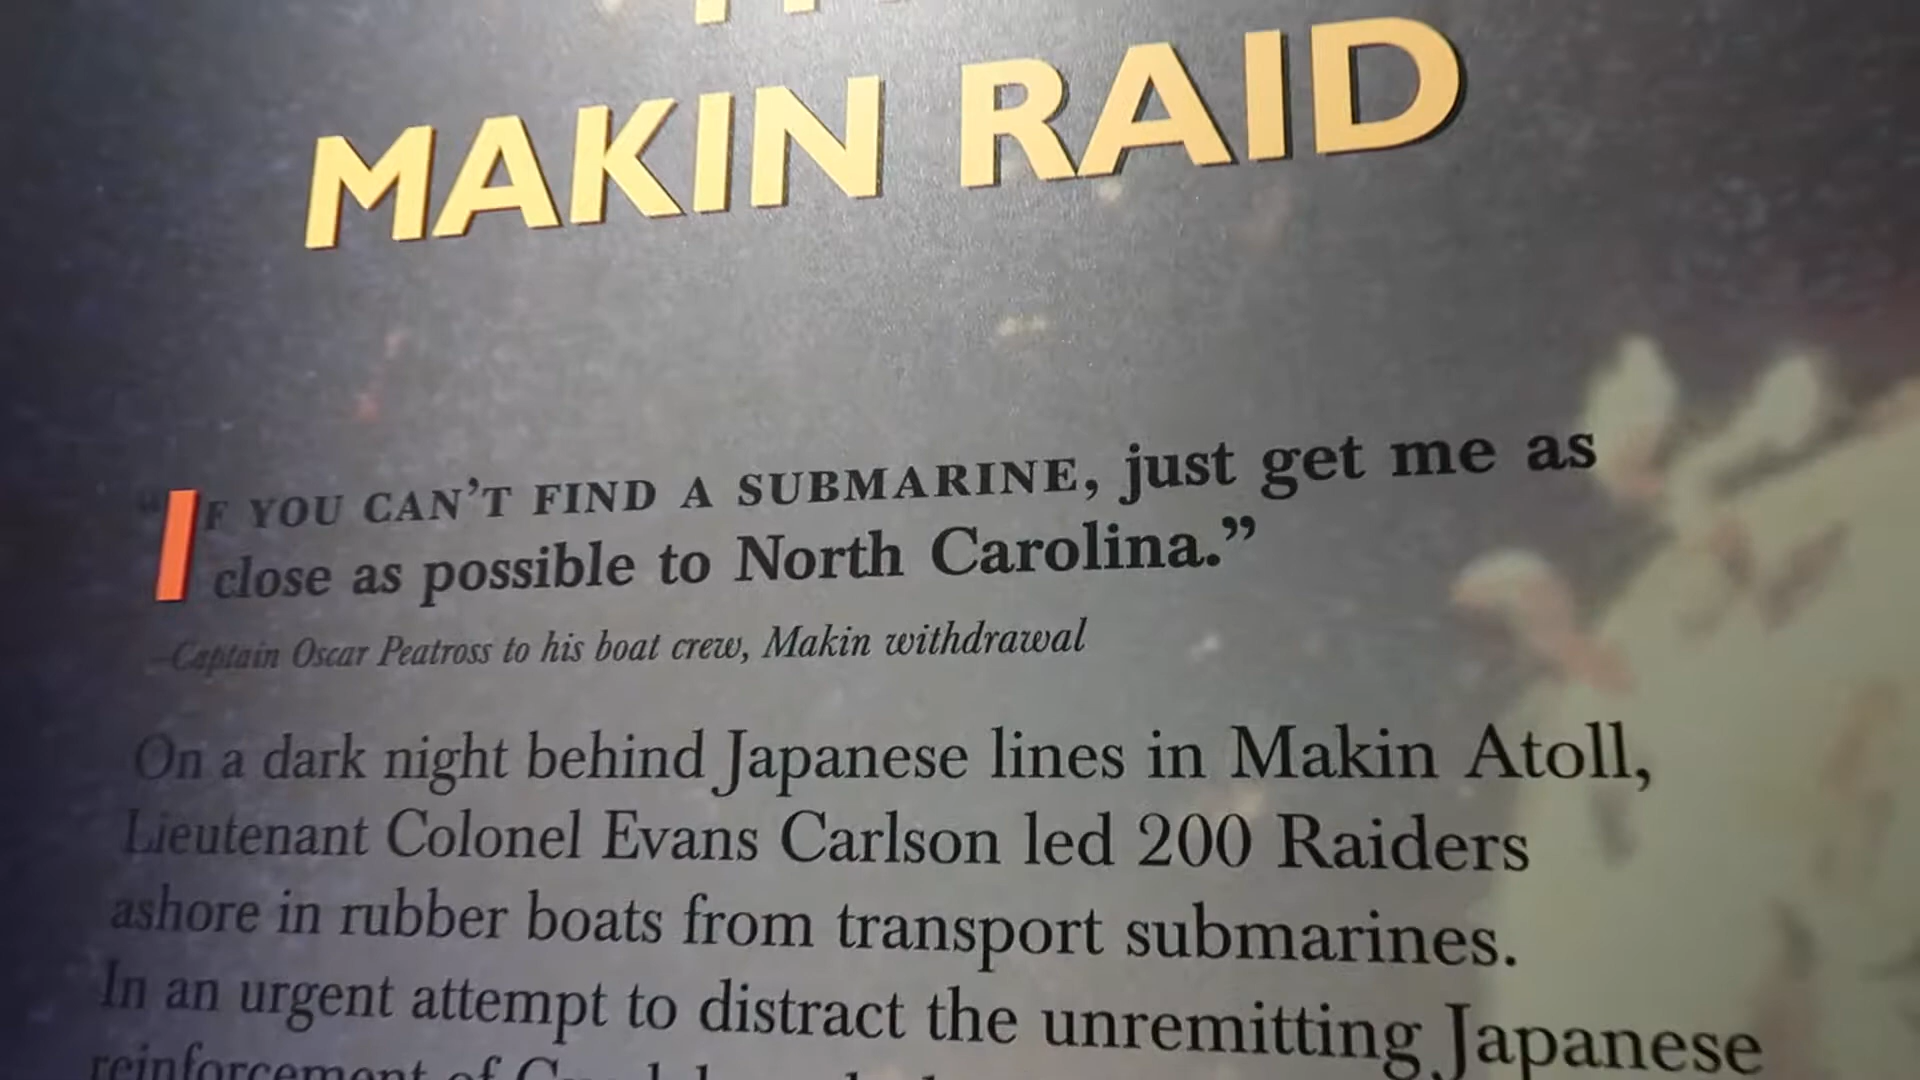 MAKIN RAID
“IF YOU CAN’T FIND A SUBMARINE, just get me as
close as possible to North Carolina.”
–Captain Oscar Peatross to his boat crew, Makin withdrawal
On a dark night behind Japanese lines in Makin Atoll,
Lieutenant Colonel Evans Carlson led 200 Raiders
ashore in rubber boats from transport submarines.
In an urgent attempt to distract the unremitting Japanese
reinforcement of